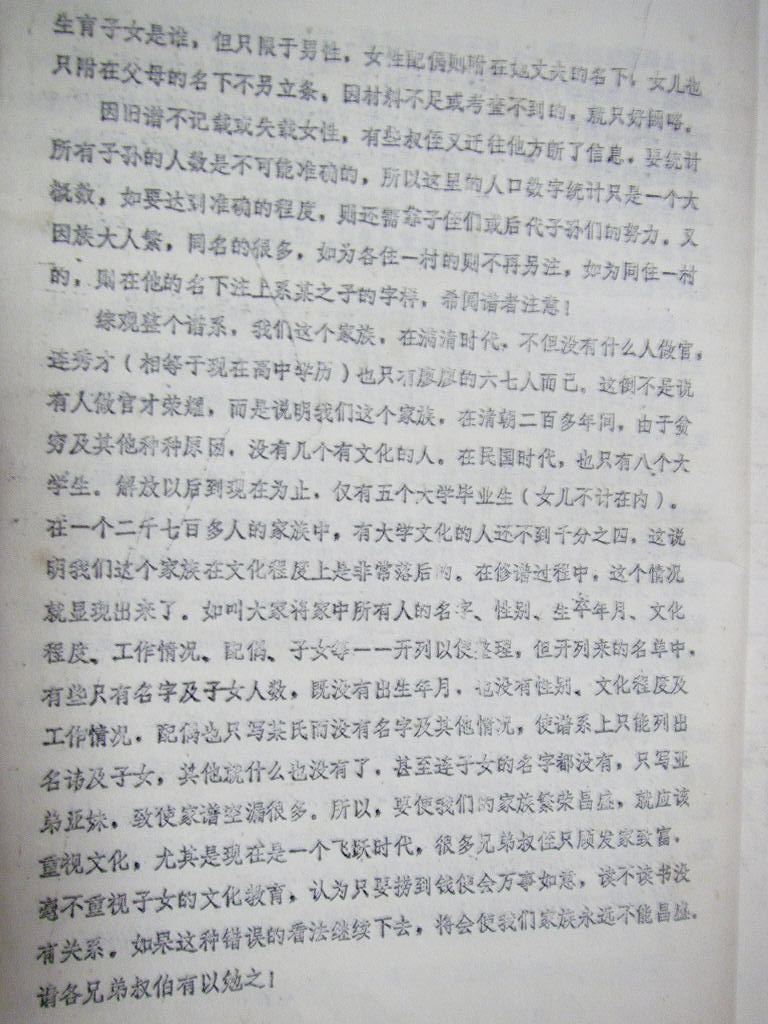 生育子女是谁，但只限于男性，女性配偶则附在她丈夫的名下，女儿也
只附在父母的名下不另立条，因材料不足或考查不到的，就只好阙略。
因旧谱不记载或失载女性，有些叔侄又迁往他方断了信息，要统计
所有子孙的人数是不可能准确的，所以这里的人口数字统计只是一个大
概数，如要达到准确的程度，则还需靠子侄们或后代子孙们的努力。又
因族大人繁，同名的很多，如为各住一村的则不再另注，如为同住一村
的，则在他的名下注上系某之子的字样，希阅谱者注意！
综观整个谱系，我们这个家族，在满清时代，不但没有什么人做官，
连秀才（相等于现在高中学历）也只有廖廖的六七人而已，这倒不是说
有人做官才荣耀，而是说明我们这个家族，在清朝二百多年间，由于贫
穷及其他种种原因，没有几个有文化的人。在民国时代，也只有八个大
学生。解放以后到现在为止，仅有五个大学毕业生（女儿不计在内）。
在一个二千七百多人的家族中，有大学文化的人还不到千分之四，这说
明我们这个家族在文化程度上是非常落后的。在修谱过程中，这个情况
就显现出来了。如叫大家将家中所有人的名字、性别、生卒年月、文化
程度、工作情况、配偶、子女等一一开列以便整理，但开列来的名单中，
有些只有名字及子女人数，既没有出生年月，也没有性别、文化程度及
工作情况，配偶也只写某氏而没有名字及其他情况，使谱系上只能列出
名讳及子女，其他就什么也没有了，甚至连子女的名字都没有，只写亚
弟亚妹，致使家谱空漏很多。所以，要使我们的家族繁荣昌盛，就应该
重视文化，尤其是现在是一个飞跃时代，很多兄弟叔侄只顾发家致富，
毫不重视子女的文化教育，认为只要捞到钱便会万事如意，读不读书没
有关系。如果这种错误的看法继续下去，将会使我们家族永远不能昌盛。
请各兄弟叔伯有以勉之！